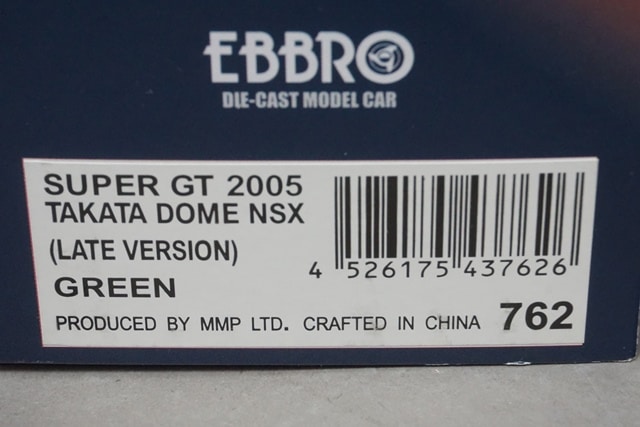 EBBRO
DIE-CAST MODEL CAR
SUPER GT 2005
TAKATA DOME NSX
(LATE VERSION)
GREEN
4 526175 437626
PRODUCED BY MMP LTD. CRAFTED IN CHINA 762